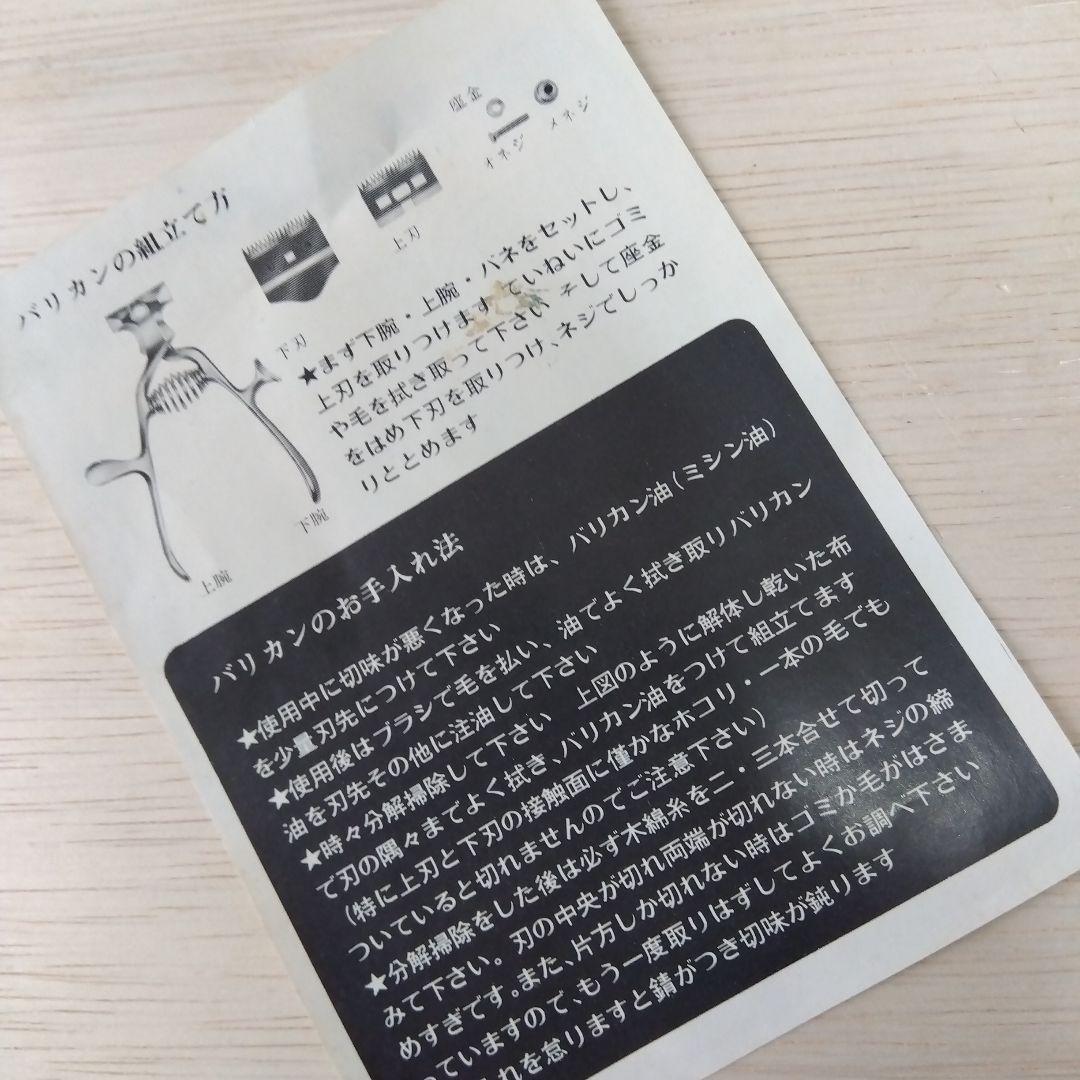 バリカンの組立て方
座金
オネジ
メネジ
上刃
下刃
下腕
上腕
★まず下腕・上腕・バネをセットし、
上刃を取りつけます ていねいにゴミ
や毛を拭き取って下さい そして座金
をはめ下刃を取りつけ、ネジでしっか
りととめます
バリカンのお手入れ法
★使用中に切味が悪くなった時は、バリカン油(ミシン油)
を少量刃先につけて下さい
★使用後はブラシで毛を払い、油でよく拭き取りバリカン
油を刃先その他に注油して下さい
★時々分解掃除して下さい 上図のように解体し乾いた布
で刃の隅々までよく拭き、バリカン油をつけて組立てます
(特に上刃と下刃の接触面に僅かなホコリ・一本の毛でも
ついていると切れませんのでご注意下さい)
★分解掃除をした後は必ず木綿糸を二・三本合せて切って
みて下さい。刃の中央が切れ両端が切れない時はネジの締
めすぎです。また、片方しか切れない時はゴミか毛がはさま
っていますので、もう一度取りはずしてよくお調べ下さい
れを怠りますと錆がつき切味が鈍ります